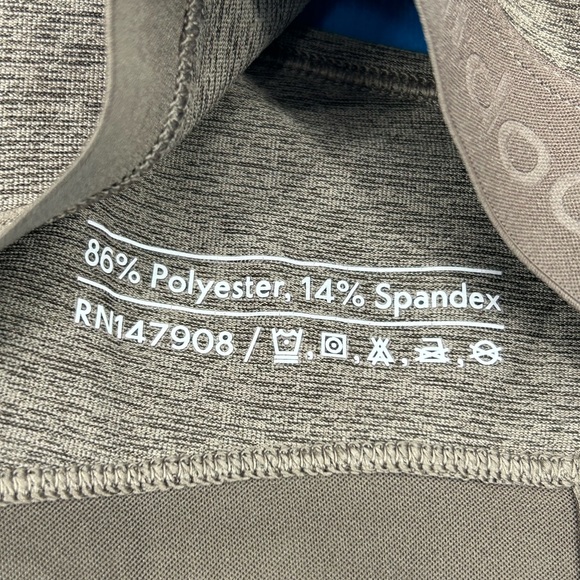 86% Polyester, 14% Spandex
RN147908 /